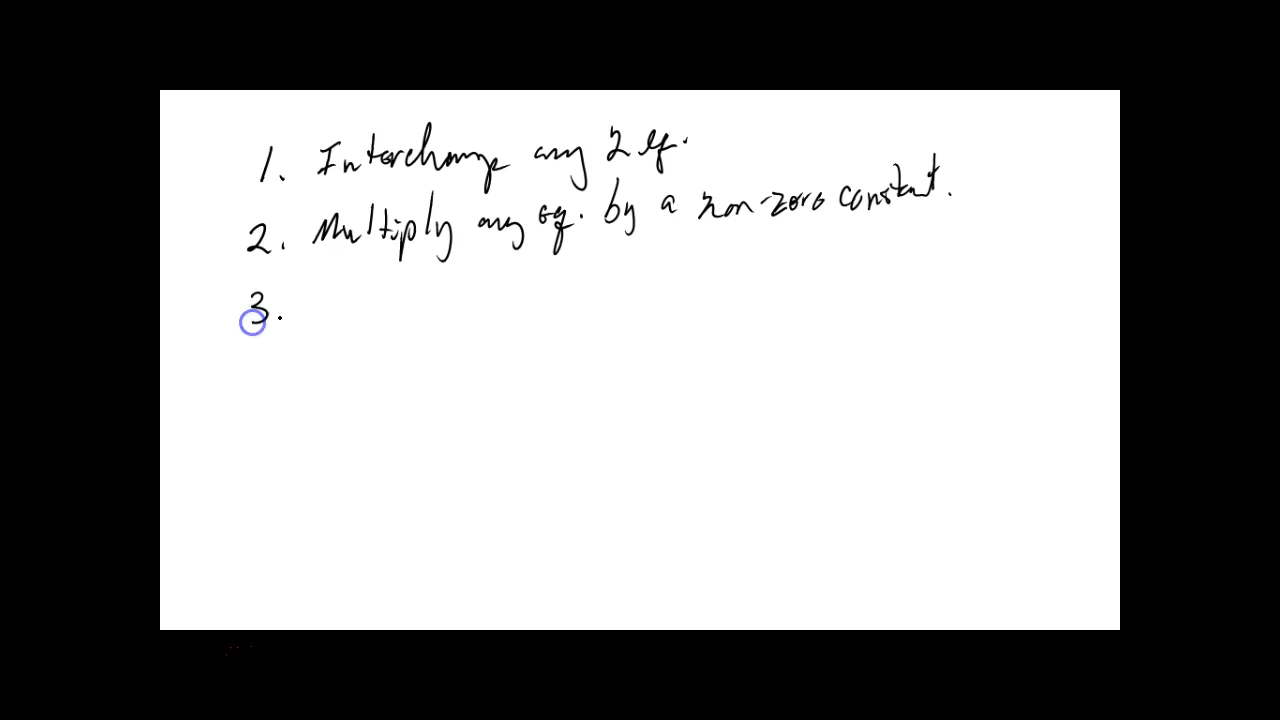 1. Interchange any 2 eq.
2. Multiply any eq. by a non-zero constant.
3.